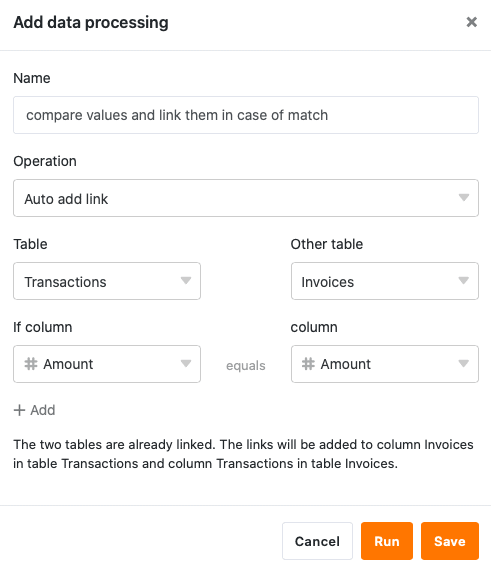 Add data processing ×
Name
compare values and link them in case of match
Operation
Auto add link
Table Other table
Transactions Invoices
If column column
# Amount equals # Amount
+ Add
The two tables are already linked. The links will be added to column Invoices
in table Transactions and column Transactions in table Invoices.
Cancel Run Save